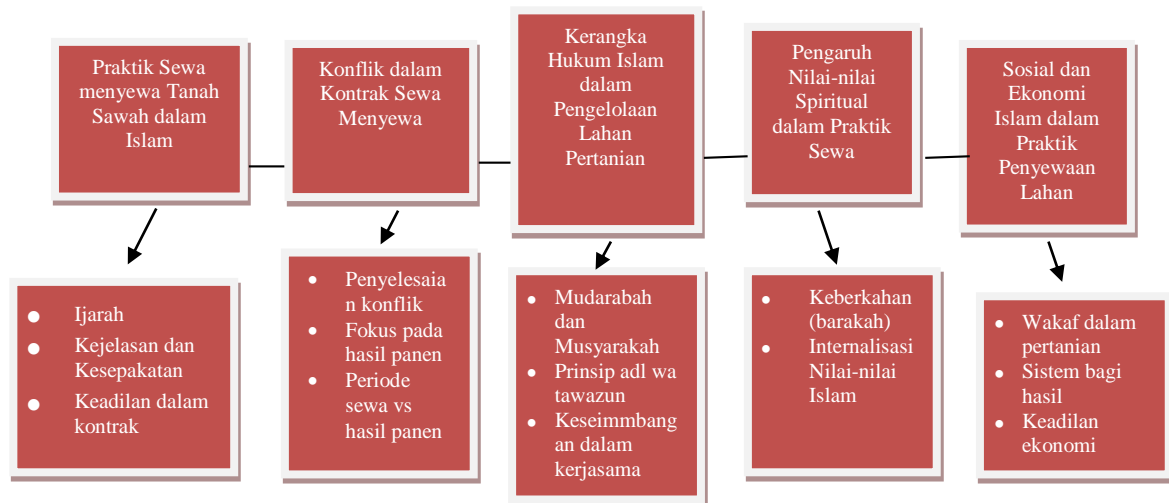 Praktik Sewa
menyewa Tanah
Sawah dalam
Islam
Konflik dalam
Kontrak Sewa
Menyewa
Kerangka
Hukum Islam
dalam
Pengelolaan
Lahan
Pertanian
Pengaruh
Nilai-nilai
Spiritual
dalam Praktik
Sewa
Sosial dan
Ekonomi
Islam dalam
Praktik
Penyewaan
Lahan
● Ijarah
● Kejelasan dan
Kesepakatan
● Keadilan dalam
kontrak
● Penyelesaia
n konflik
● Fokus pada
hasil panen
● Periode
sewa vs
hasil panen
● Mudarabah
dan
Musyarakah
● Prinsip adl wa
tawazun
● Keseimmbang
an dalam
kerjasama
● Keberkahan
(barakah)
● Internalisasi
Nilai-nilai
Islam
● Wakaf dalam
pertanian
● Sistem bagi
hasil
● Keadilan
ekonomi